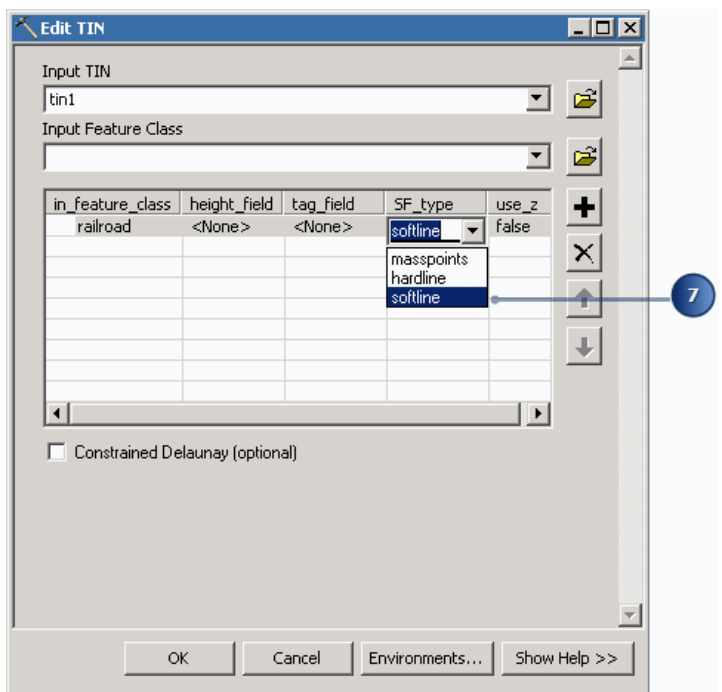 Edit TIN
Input TIN
tin1
Input Feature Class
in_feature_class height_field tag_field SF_type use_z
railroad <None> <None> softline false
masspoints
hardline
softline
7
Constrained Delaunay (optional)
OK Cancel Environments... Show Help >>